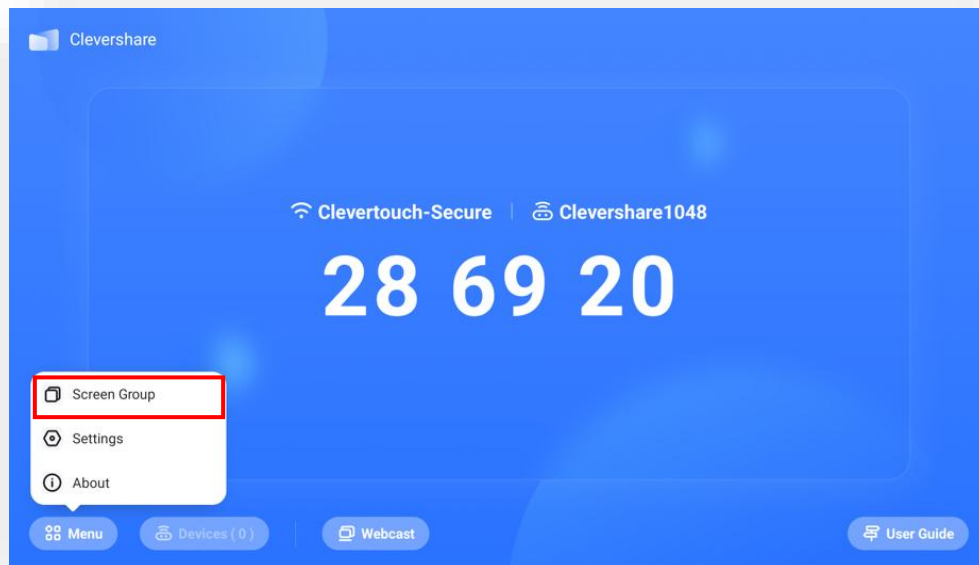 Clevershare
Clevertouch-Secure Clevershare1048
28 69 20
Screen Group
Settings
About
Menu Devices ( 0 ) Webcast User Guide